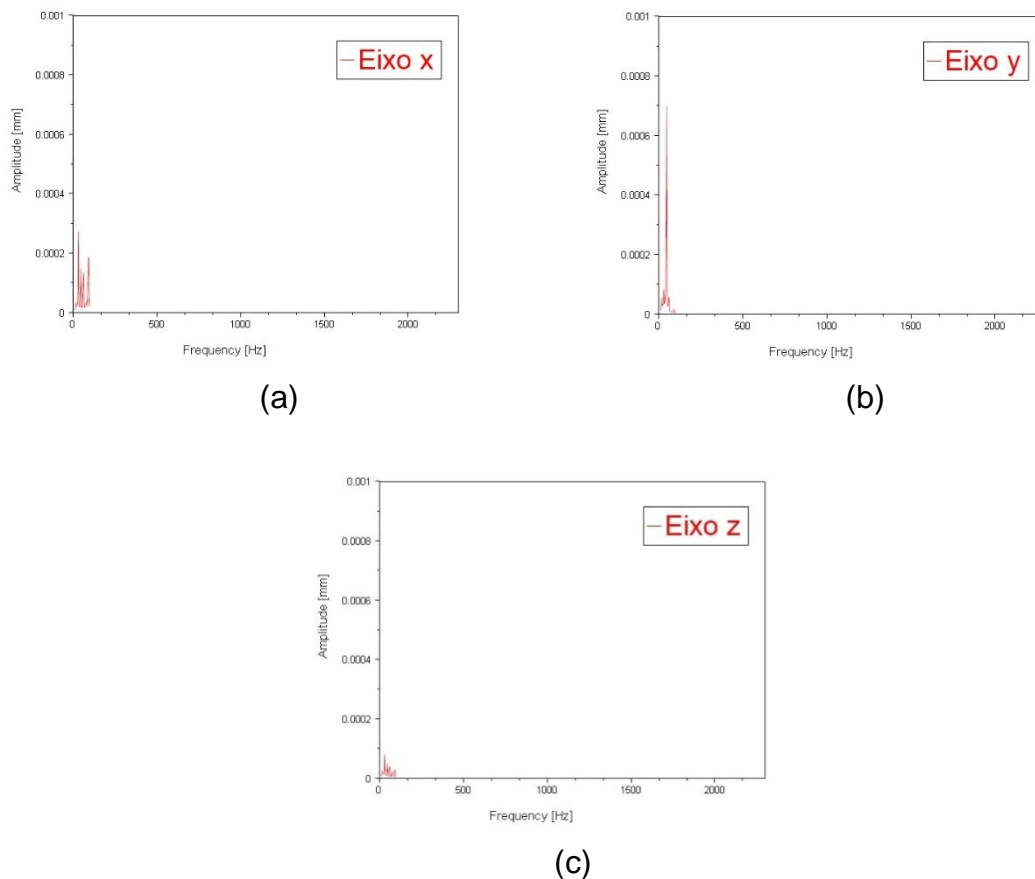 0.001
0.0008
0.0006
0.0004
0.0002
0
Amplitude [mm]
Eixo x
0 500 1000 1500 2000
Frequency [Hz]
(a)
0.001
0.0008
0.0006
0.0004
0.0002
0
Amplitude [mm]
Eixo y
0 500 1000 1500 2000
Frequency [Hz]
(b)
0.001
0.0008
0.0006
0.0004
0.0002
0
Amplitude [mm]
Eixo z
0 500 1000 1500 2000
Frequency [Hz]
(c)